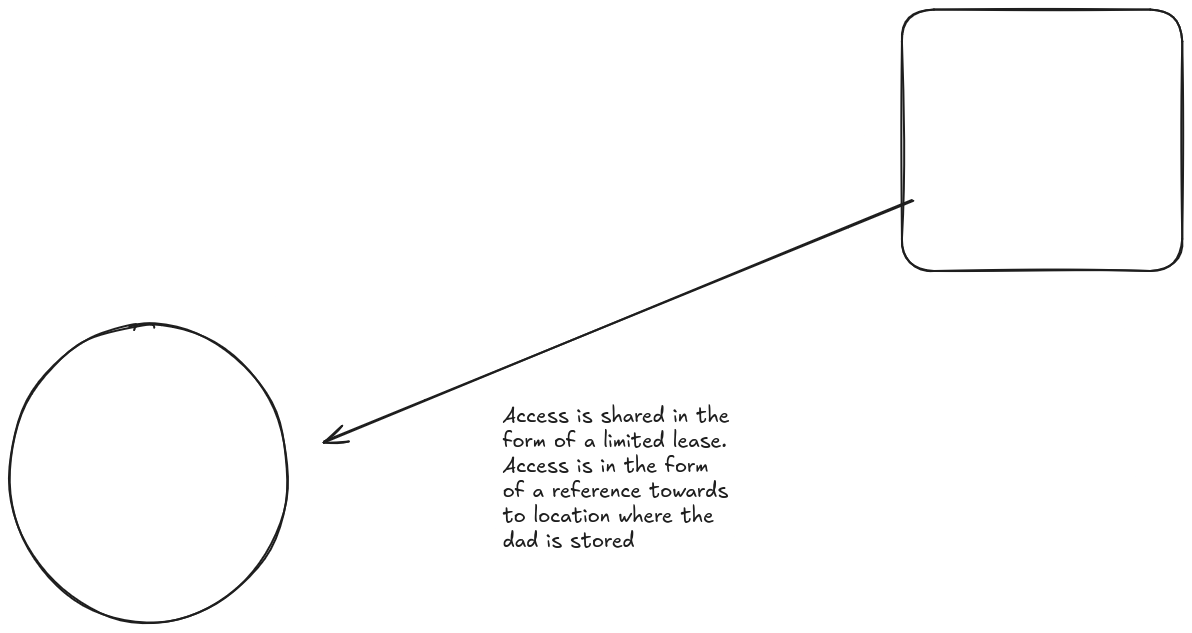 Access is shared in the
form of a limited lease.
Access is in the form
of a reference towards
to location where the
dad is stored